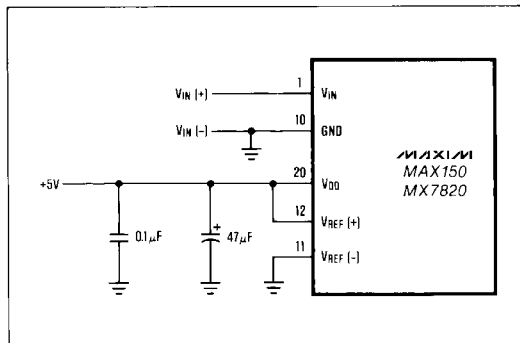 1
VIN (+) VIN
10
VIN (-) GND
MAXIM
MAX150
MX7820
20
+5V VDD
12
VREF (+)
0.1µF + 47µF
11
VREF (-)